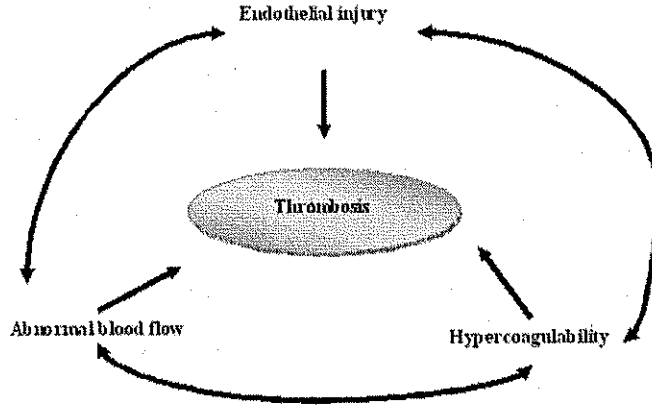 Endothelial injury
Thrombosis
Abnormal blood flow
Hypercoagulability